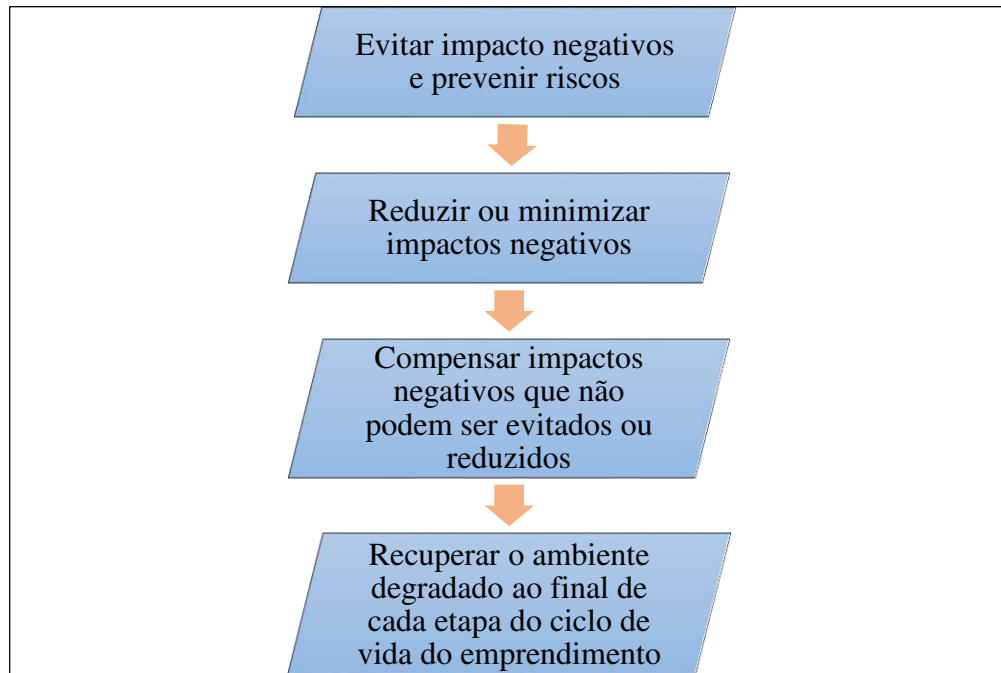 Evitar impacto negativos
e prevenir riscos
Reduzir ou minimizar
impactos negativos
Compensar impactos
negativos que não
podem ser evitados ou
reduzidos
Recuperar o ambiente
degradado ao final de
cada etapa do ciclo de
vida do emprendimento